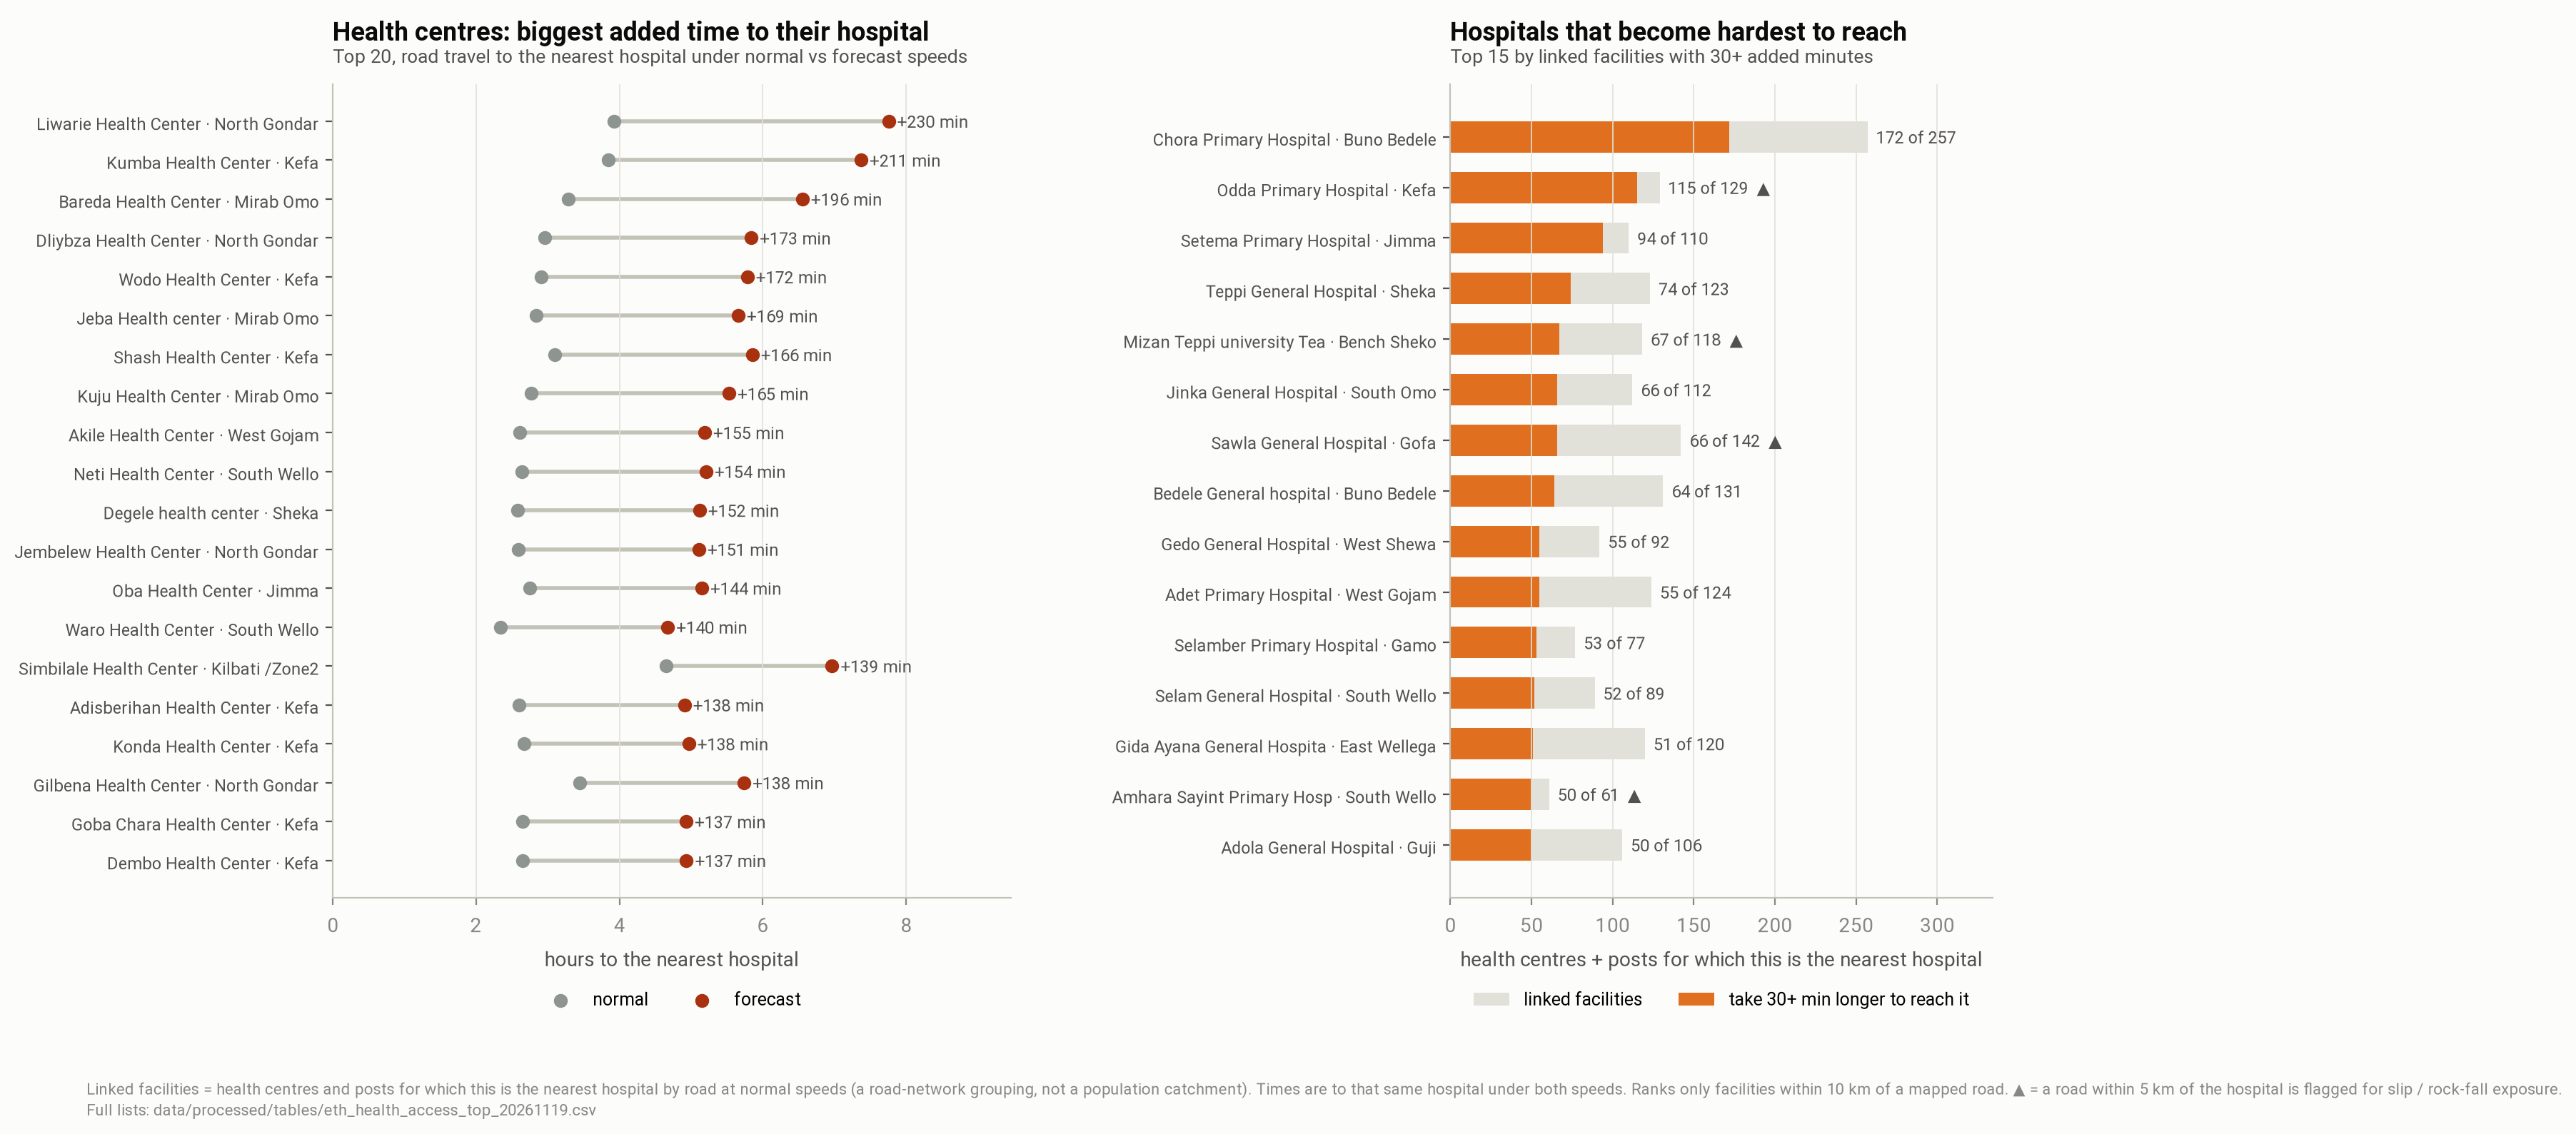 Health centres: biggest added time to their hospital
Top 20, road travel to the nearest hospital under normal vs forecast speeds
Liwarie Health Center · North Gondar
+230 min
Kumba Health Center · Kefa
+211 min
Bareda Health Center · Mirab Omo
+196 min
Dliybza Health Center · North Gondar
+173 min
Wodo Health Center · Kefa
+172 min
Jeba Health center · Mirab Omo
+169 min
Shash Health Center · Kefa
+166 min
Kuju Health Center · Mirab Omo
+165 min
Akile Health Center · West Gojam
+155 min
Neti Health Center · South Wello
+154 min
Degele health center · Sheka
+152 min
Jembelew Health Center · North Gondar
+151 min
Oba Health Center · Jimma
+144 min
Waro Health Center · South Wello
+140 min
Simbilale Health Center · Kilbati /Zone2
+139 min
Adisberihan Health Center · Kefa
+138 min
Konda Health Center · Kefa
+138 min
Gilbena Health Center · North Gondar
+138 min
Goba Chara Health Center · Kefa
+137 min
Dembo Health Center · Kefa
+137 min
0 2 4 6 8
hours to the nearest hospital
normal forecast
Hospitals that become hardest to reach
Top 15 by linked facilities with 30+ added minutes
Chora Primary Hospital · Buno Bedele
172 of 257
Odda Primary Hospital · Kefa
115 of 129 ▲
Setema Primary Hospital · Jimma
94 of 110
Teppi General Hospital · Sheka
74 of 123
Mizan Teppi university Tea · Bench Sheko
67 of 118 ▲
Jinka General Hospital · South Omo
66 of 112
Sawla General Hospital · Gofa
66 of 142 ▲
Bedele General hospital · Buno Bedele
64 of 131
Gedo General Hospital · West Shewa
55 of 92
Adet Primary Hospital · West Gojam
55 of 124
Selamber Primary Hospital · Gamo
53 of 77
Selam General Hospital · South Wello
52 of 89
Gida Ayana General Hospita · East Wellega
51 of 120
Amhara Sayint Primary Hosp · South Wello
50 of 61 ▲
Adola General Hospital · Guji
50 of 106
0 50 100 150 200 250 300
health centres + posts for which this is the nearest hospital
linked facilities take 30+ min longer to reach it
Linked facilities = health centres and posts for which this is the nearest hospital by road at normal speeds (a road-network grouping, not a population catchment). Times are to that same hospital under both speeds. Ranks only facilities within 10 km of a mapped road. ▲ = a road within 5 km of the hospital is flagged for slip / rock-fall exposure.
Full lists: data/processed/tables/eth_health_access_top_20261119.csv